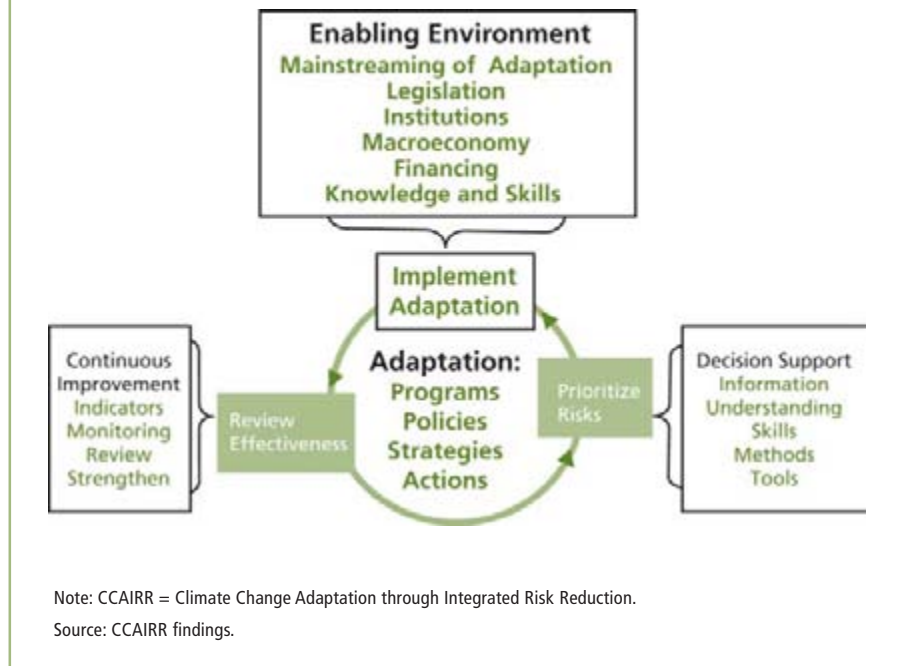 Enabling Environment
Mainstreaming of Adaptation
Legislation
Institutions
Macroeconomy
Financing
Knowledge and Skills
Implement
Adaptation
Continuous
Improvement
Indicators
Monitoring
Review
Strengthen
Review
Effectiveness
Adaptation:
Programs
Policies
Strategies
Actions
Prioritize
Risks
Decision Support
Information
Understanding
Skills
Methods
Tools
Note: CCAIRR = Climate Change Adaptation through Integrated Risk Reduction.
Source: CCAIRR findings.